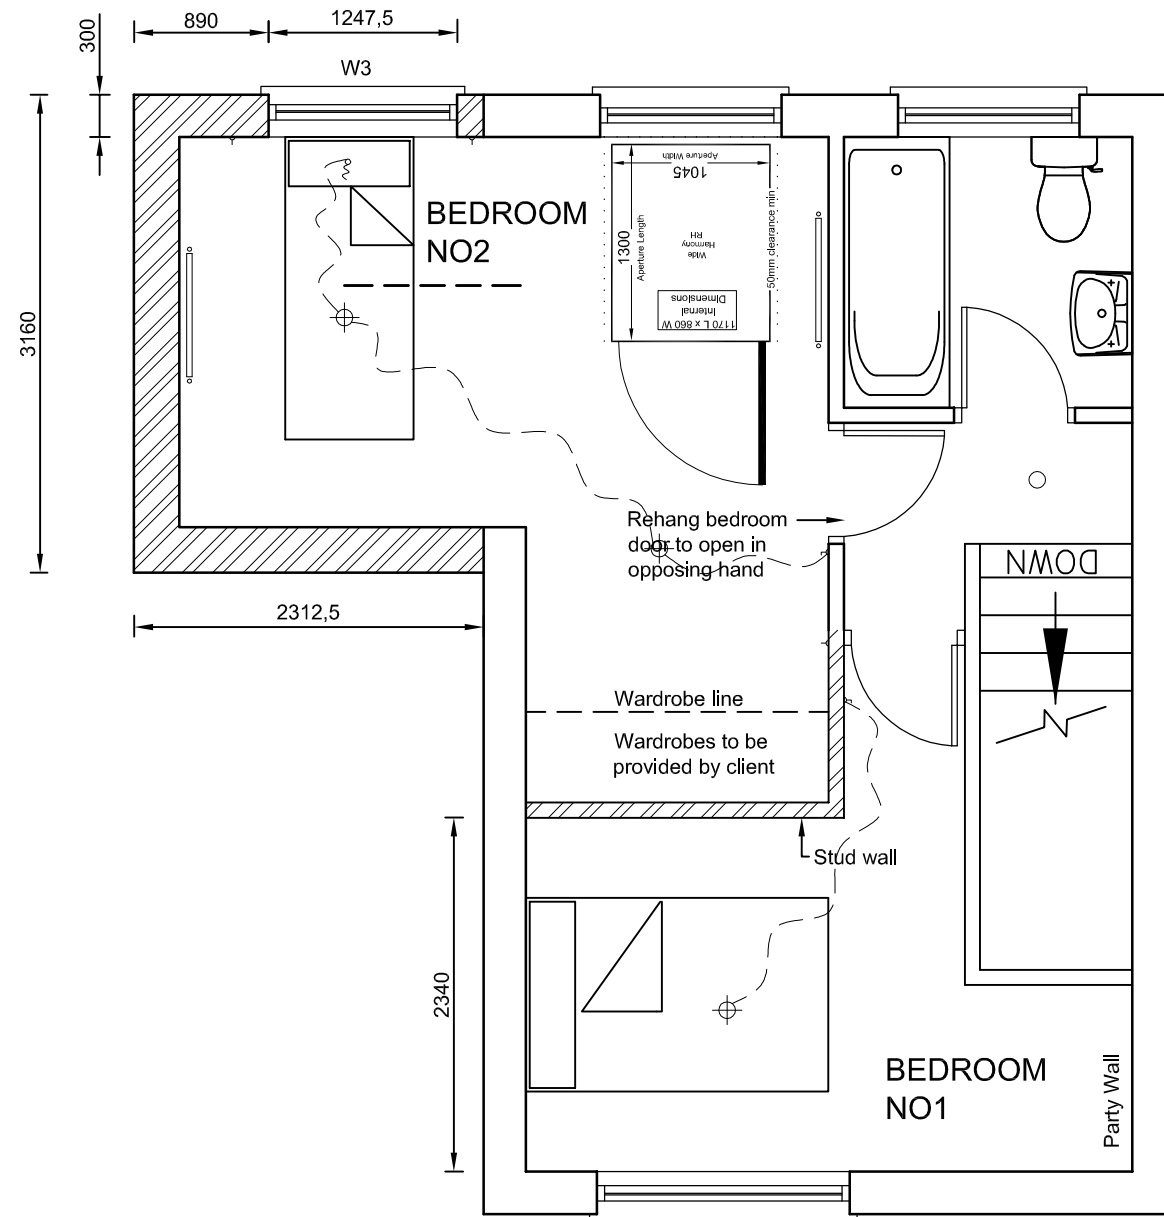 890
1247,5
300
W3
Aperture Width
1045
BEDROOM
NO2
1300
Aperture Length
Wide
Harmony
RH
50mm clearance min
1170 L x 860 W
Internal
Dimensions
3160
Rehang bedroom
door to open in
opposing hand
DOWN
2312,5
Wardrobe line
Wardrobes to be
provided by client
Stud wall
2340
BEDROOM
NO1
Party Wall